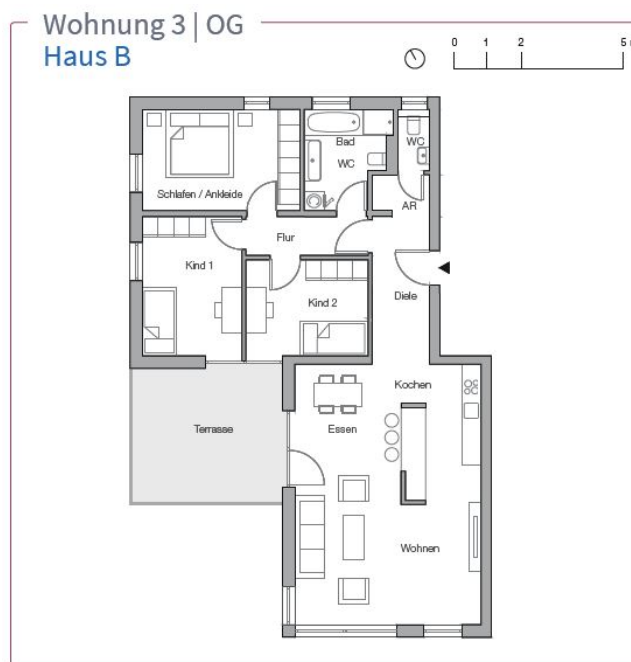 Wohnung 3 | OG
Haus B
0 1 2 5
Bad
WC
WC
Schlafen / Ankleide
AR
Flur
Kind 1
Kind 2
Diele
Kochen
Terrasse
Essen
Wohnen